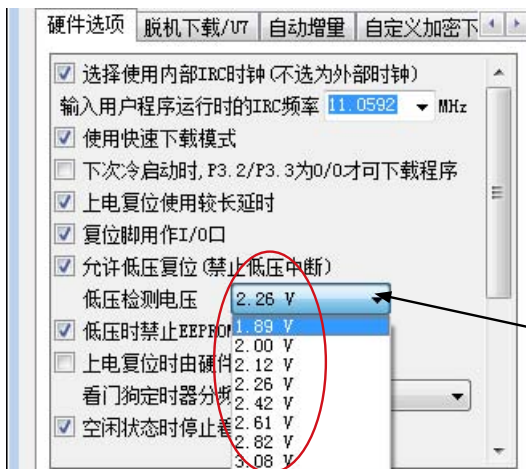 硬件选项 脱机下载/U7 自动增量 自定义加密下
选择使用内部IRC时钟(不选为外部时钟)
输入用户程序运行时的IRC频率 11.0592 MHz
使用快速下载模式
下次冷启动时,P3.2/P3.3为0/0才可下载程序
上电复位使用较长延时
复位脚用作I/O口
允许低压复位(禁止低压中断)
低压检测电压 2.26 V
低压时禁止EEPROM
1.89 V
2.00 V
上电复位时由硬件
2.12 V
2.26 V
看门狗定时器分频
2.42 V
2.61 V
空闲状态时停止看
2.82 V
3.08 V